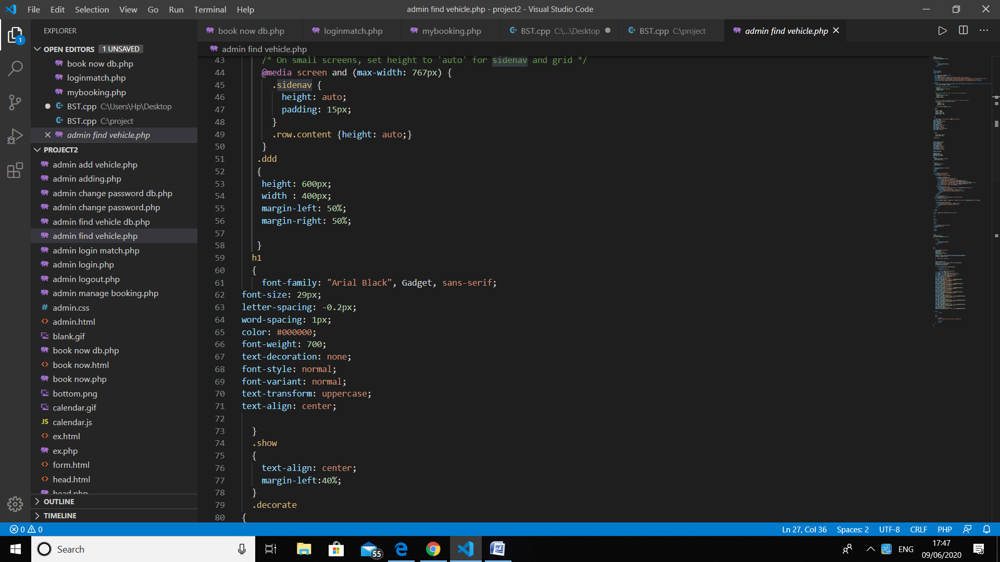 File Edit Selection View Go Run Terminal Help
admin find vehicle.php - project2 - Visual Studio Code
EXPLORER
OPEN EDITORS 1 UNSAVED
book now db.php
loginmatch.php
mybooking.php
BST.cpp C:\Users\Hp\Desktop
BST.cpp C:\project
admin find vehicle.php
PROJECT2
admin add vehicle.php
admin adding.php
admin change password db.php
admin change password.php
admin find vehicle db.php
admin find vehicle.php
admin login match.php
admin login.php
admin logout.php
admin manage booking.php
admin.css
admin.html
blank.gif
book now db.php
book now.html
book now.php
bottom.png
calendar.gif
JS calendar.js
ex.html
ex.php
form.html
head.html
head.php
OUTLINE
TIMELINE
book now db.php loginmatch.php mybooking.php BST.cpp C:\...\Desktop BST.cpp C:\project admin find vehicle.php
admin find vehicle.php
43 /* On small screens, set height to 'auto' for sidenav and grid */
44 @media screen and (max-width: 767px) {
45 .sidenav {
46 height: auto;
47 padding: 15px;
48 }
49 .row.content {height: auto;}
50 }
51 .ddd
52 {
53 height: 600px;
54 width : 400px;
55 margin-left: 50%;
56 margin-right: 50%;
57
58 }
59 h1
60 {
61 font-family: "Arial Black", Gadget, sans-serif;
62 font-size: 29px;
63 letter-spacing: -0.2px;
64 word-spacing: 1px;
65 color: #000000;
66 font-weight: 700;
67 text-decoration: none;
68 font-style: normal;
69 font-variant: normal;
70 text-transform: uppercase;
71 text-align: center;
72
73 }
74 .show
75 {
76 text-align: center;
77 margin-left:40%;
78 }
79 .decorate
80 {
0 0
Ln 27, Col 36 Spaces: 2 UTF-8 CRLF PHP
Search
55
ENG
17:47
09/06/2020